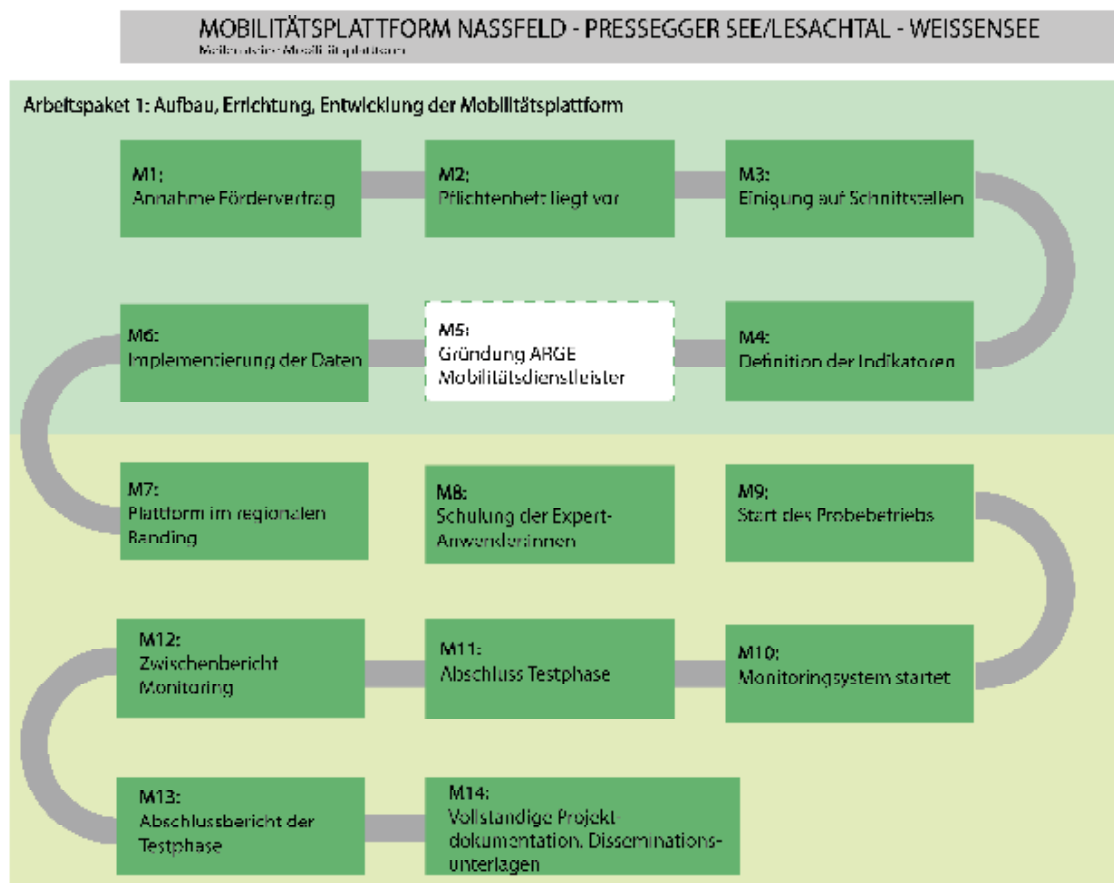 MOBILITÄTSPLATTFORM NASSFELD - PRESSEGGER SEE/LESACHTAL - WEISSENSEE
Arbeitspaket 1: Aufbau, Errichtung, Entwicklung der Mobilitätsplattform
M1:
Annahme Fördervertrag
M2:
Pflichtenheft liegt vor
M3:
Einigung auf Schnittstellen
M4:
Definition der Indikatoren
M5:
Gründung ARGE
Mobilitätsdienstleister
M6:
Implementierung der Daten
M7:
Plattform im regionalen
Banding
M8:
Schulung der Expert-
Anwender:innen
M9:
Start des Probebetriebs
M10:
Monitoringsystem startet
M11:
Abschluss Testphase
M12:
Zwischenbericht
Monitoring
M13:
Abschlussbericht der
Testphase
M14:
Vollständige Projekt-
dokumentation, Disseminations-
unterlagen